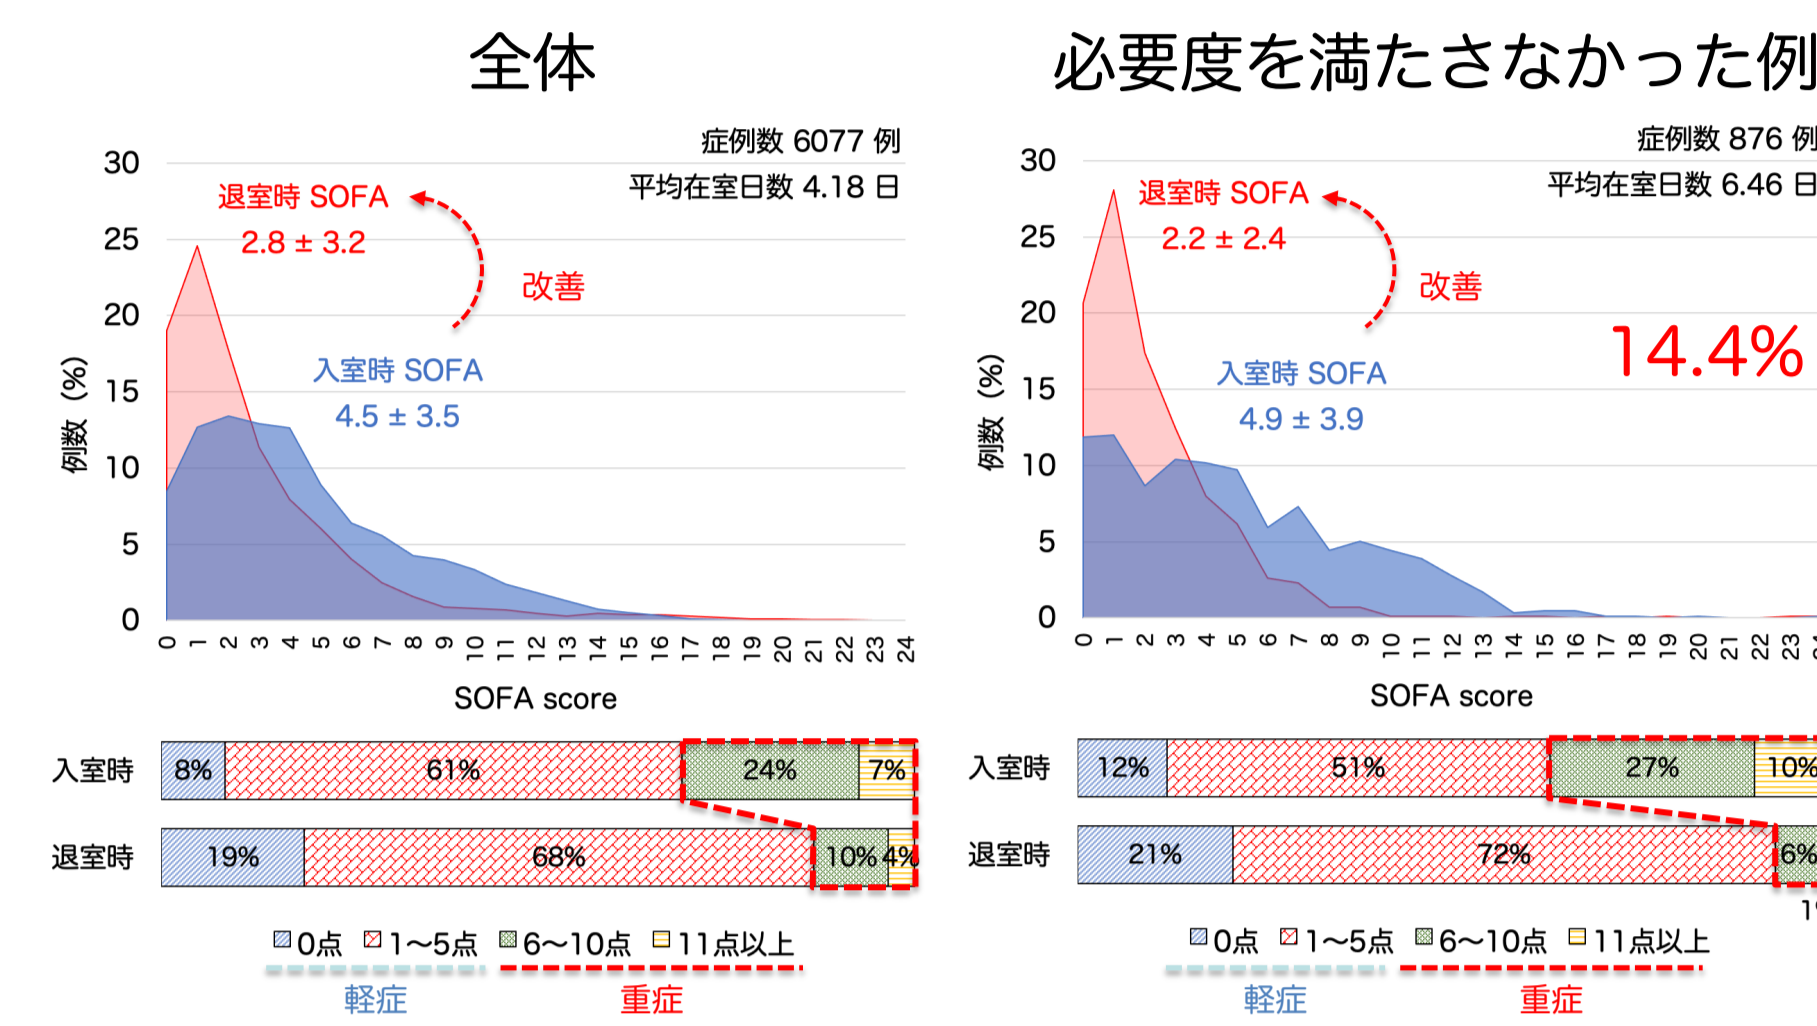 全体
症例数 6077 例
平均在室日数 4.18 日
30
25
20
15
10
5
0
例数（%）
退室時 SOFA
2.8 ± 3.2
改善
入室時 SOFA
4.5 ± 3.5
0 1 2 3 4 5 6 7 8 9 10 11 12 13 14 15 16 17 18 19 20 21 22 23 24
SOFA score
入室時 8% 61% 24% 7%
退室時 19% 68% 10% 4%
0点 1〜5点 6〜10点 11点以上
軽症 重症
必要度を満たさなかった例
症例数 876 例
平均在室日数 6.46 日
30
25
20
15
10
5
0
例数（%）
退室時 SOFA
2.2 ± 2.4
改善
14.4%
入室時 SOFA
4.9 ± 3.9
0 1 2 3 4 5 6 7 8 9 10 11 12 13 14 15 16 17 18 19 20 21 22 23
SOFA score
入室時 12% 51% 27% 10%
退室時 21% 72% 6%
0点 1〜5点 6〜10点 11点以上
軽症 重症